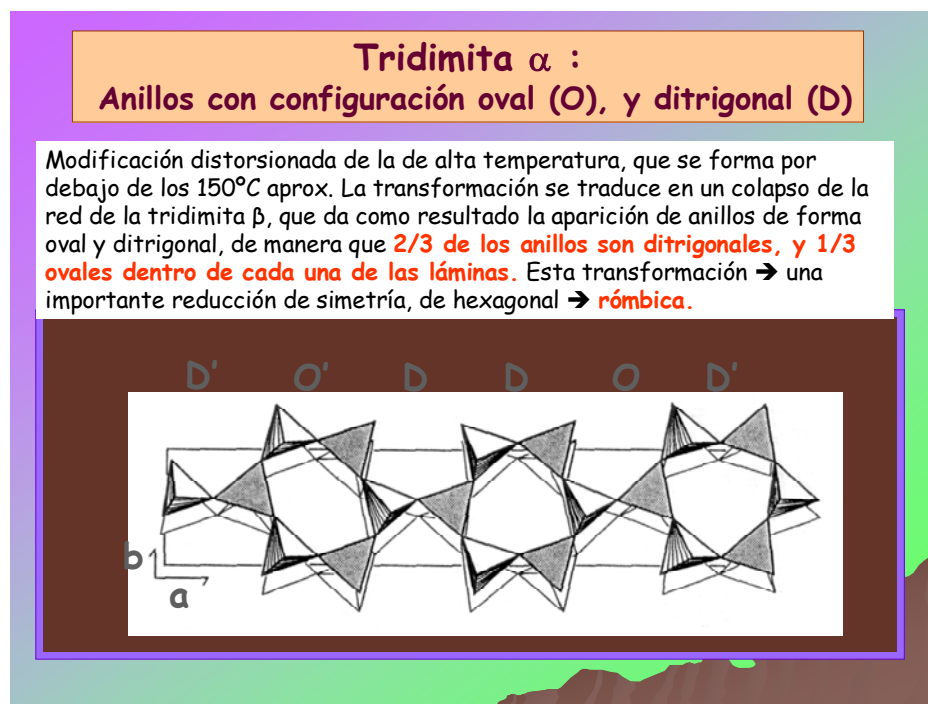 Tridimita α :
Anillos con configuración oval (O), y ditrigonal (D)
Modificación distorsionada de la de alta temperatura, que se forma por
debajo de los 150ºC aprox. La transformación se traduce en un colapso de la
red de la tridimita β, que da como resultado la aparición de anillos de forma
oval y ditrigonal, de manera que 2/3 de los anillos son ditrigonales, y 1/3
ovales dentro de cada una de las láminas. Esta transformación ➔ una
importante reducción de simetría, de hexagonal ➔ rómbica.
D' O' D D O D'
b
a